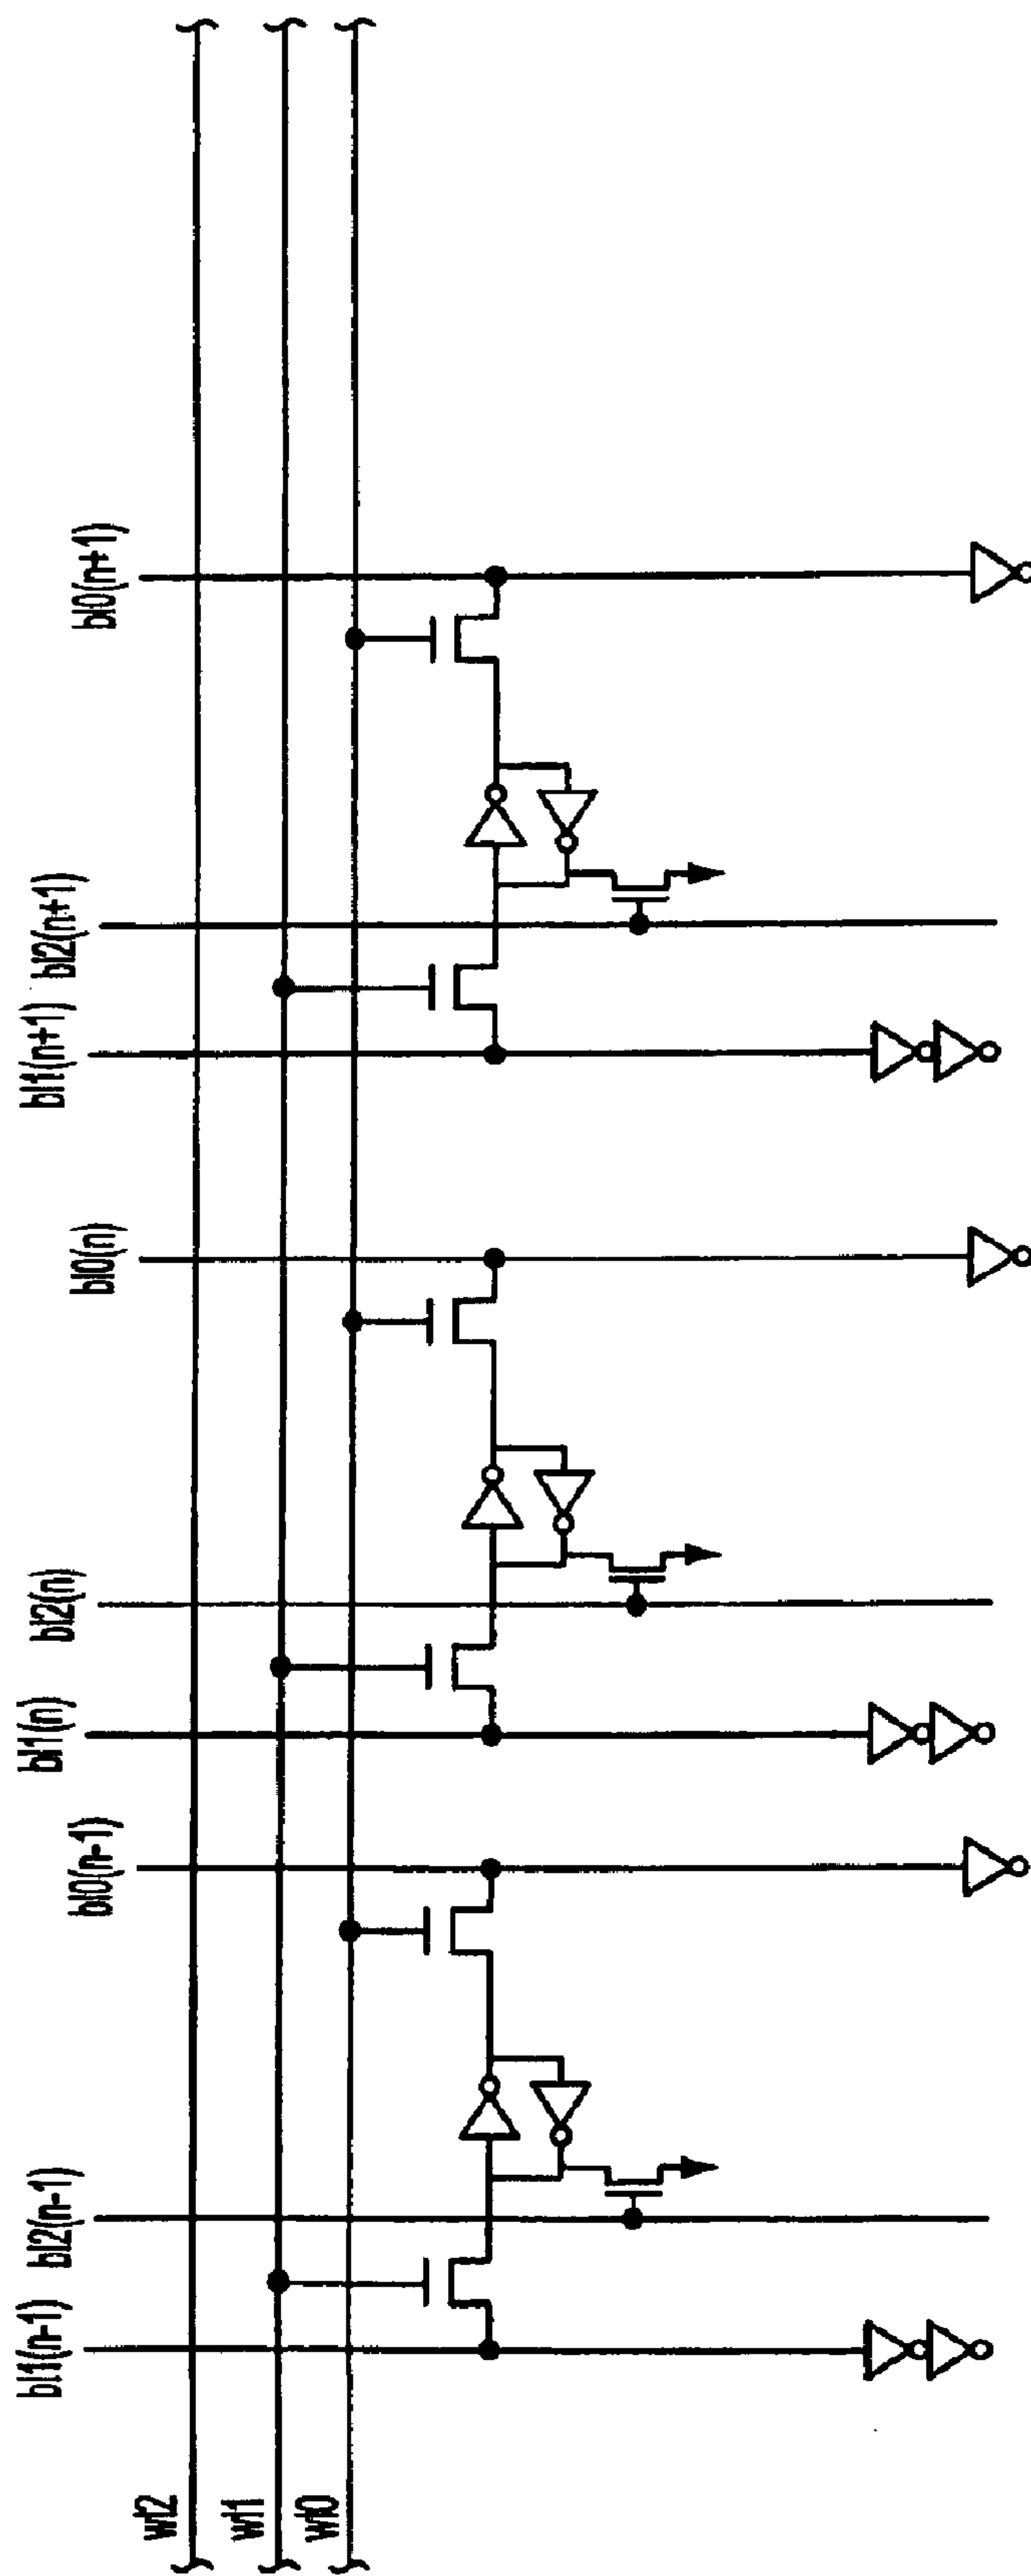 wl2
wl1
wl0
bl1(n-1)
bl2(n-1)
bl0(n-1)
bl1(n)
bl2(n)
bl0(n)
bl1(n+1)
bl2(n+1)
bl0(n+1)